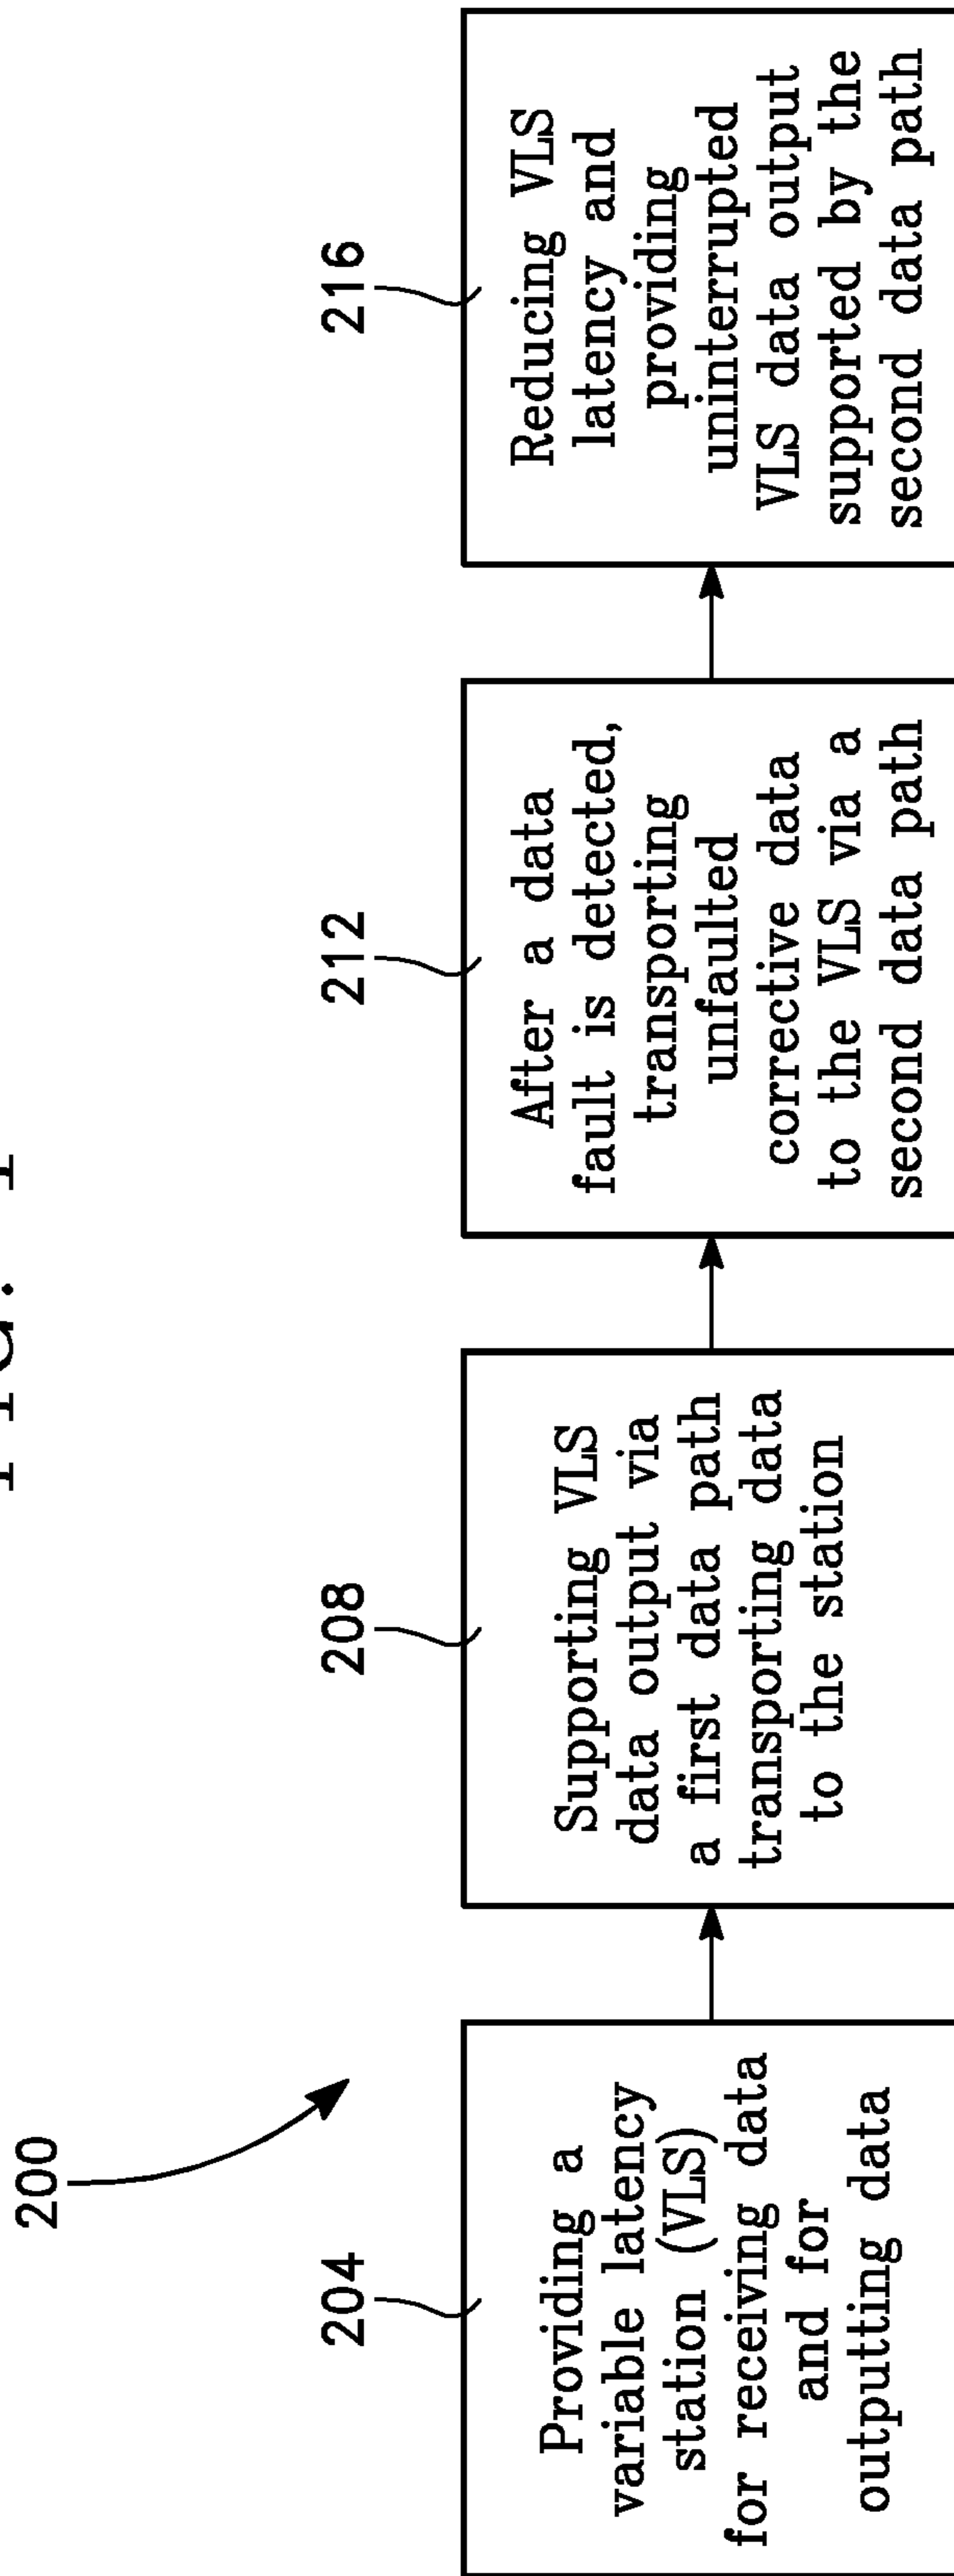 200
204
Providing a
variable latency
station (VLS)
for receiving data
and for
outputting data
208
Supporting VLS
data output via
a first data path
transporting data
to the station
212
After a data
fault is detected,
transporting
unfaulted
corrective data
to the VLS via a
second data path
216
Reducing VLS
latency and
providing
uninterrupted
VLS data output
supported by the
second data path